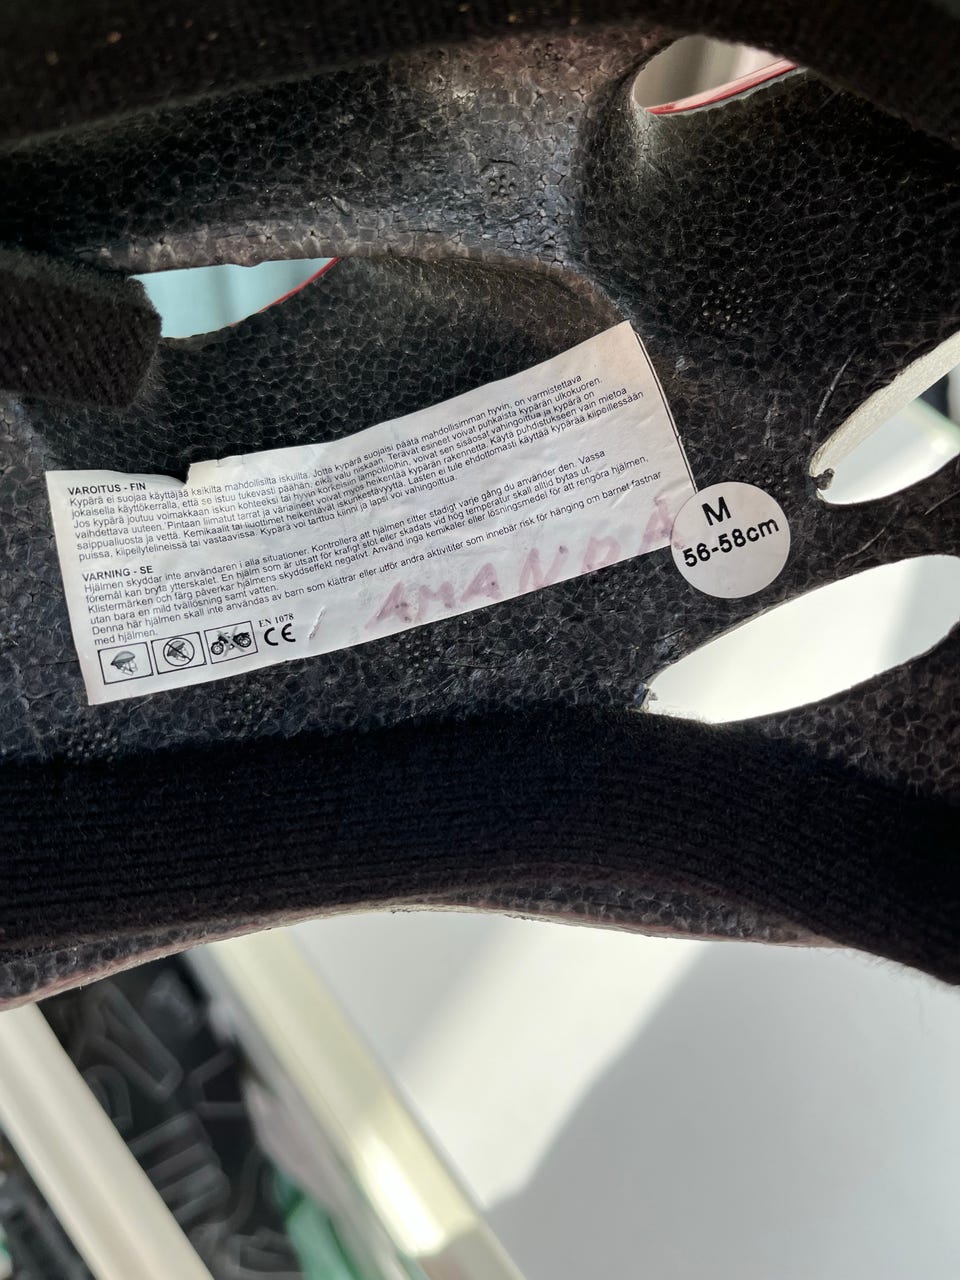 VAROITUS - FIN
Kypärä ei suojaa käyttäjää kaikilta mahdollisilta iskuilta. Jotta kypärä suojaisi päätä mahdollisimman hyvin, on varmistettava
jokaisella käyttökerralla, että se istuu tukevasti päähän, eikä valu niskaan. Terävät esineet voivat puhkaista kypärän ulkokuoren.
Jos kypärä joutuu voimakkaan iskun kohteeksi tai hyvin korkeisiin lämpötiloihin, voivat sen sisäosat vahingoittua ja kypärä on
vaihdettava uuteen. Pintaan liimatut tarrat ja väriaineet voivat myös heikentää kypärän rakennetta. Käytä puhdistukseen vain mietoa
saippualiuosta ja vettä. Kemikaalit tai liuottimet heikentävät iskunkestävyyttä. Lasten ei tule ehdottomasti käyttää kypärää kiipeillessään
puissa, kiipeilytelineissä tai vastaavissa. Kypärä voi tarttua kiinni ja lapsi voi vahingoittua.
VARNING - SE
Hjälmen skyddar inte användaren i alla situationer. Kontrollera att hjälmen sitter stadigt varje gång du använder den. Vassa
föremål kan bryta ytterskalet. En hjälm som är utsatt för kraftigt slöt eller skadats vid hög temperatur skall alltid bytas ut.
Klistermärken och färg påverkar hjälmens skyddseffekt negativt. Använd inga kemikaler eller lösningsmedel för att rengöra hjälmen,
utan bara en mild tvållösning samt vatten.
Denna här hjälmen skall inte användas av barn som klättrar eller utför andra aktiviteter som innebär risk för hänging om barnet fastnar
med hjälmen.
EN 1078
CE
AMANDA
M
56-58cm